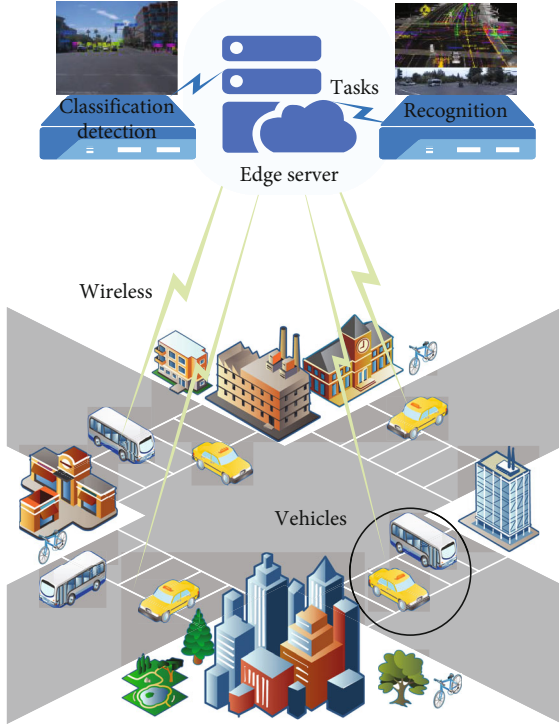 Classification
detection
Tasks
Recognition
Edge server
Wireless
Vehicles